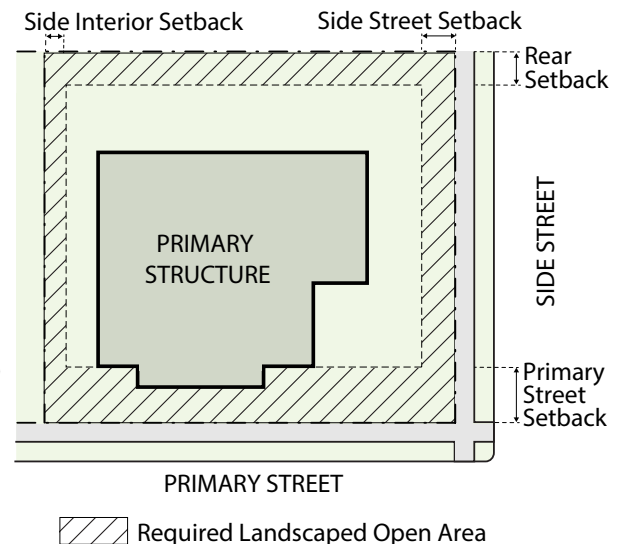 Side Interior Setback
Side Street Setback
Rear
Setback
PRIMARY
STRUCTURE
SIDE STREET
Primary
Street
Setback
PRIMARY STREET
Required Landscaped Open Area